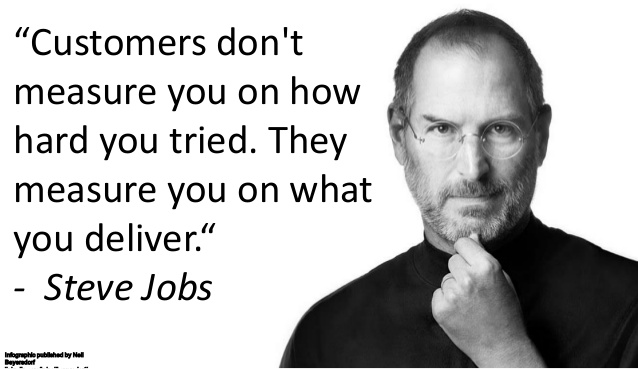 “Customers don't
measure you on how
hard you tried. They
measure you on what
you deliver.“
- Steve Jobs
Infographic published by Neil
Beyersdorf